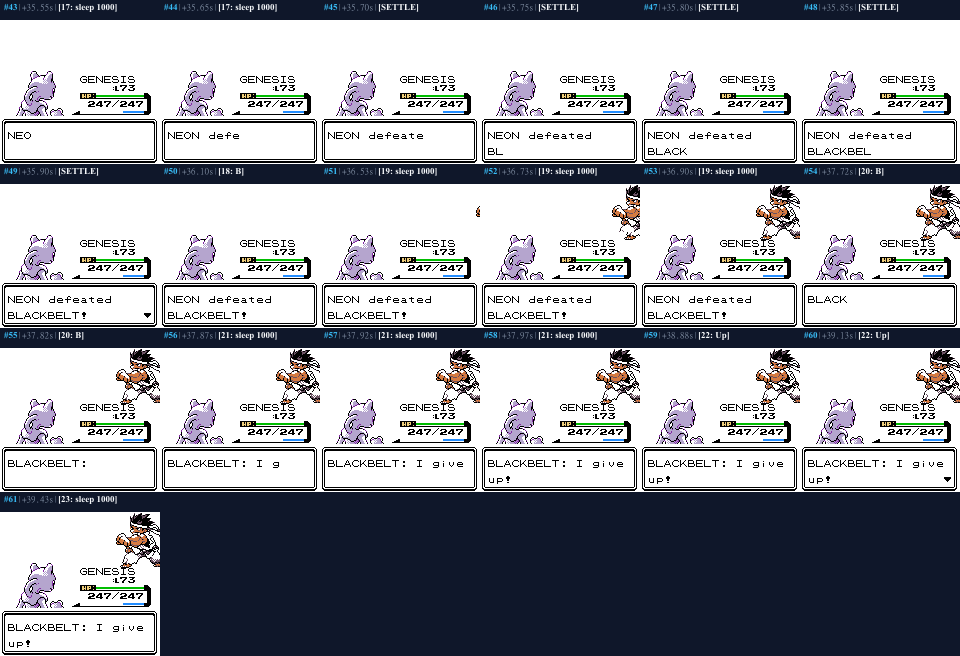 #43 | +35.55s | [17: sleep 1000]
#44 | +35.65s | [17: sleep 1000]
#45 | +35.70s | [SETTLE]
#46 | +35.75s | [SETTLE]
#47 | +35.80s | [SETTLE]
#48 | +35.85s | [SETTLE]
GENESIS
:L73
HP:
247/247
NEO
GENESIS
:L73
HP:
247/247
NEON defe
GENESIS
:L73
HP:
247/247
NEON defeate
GENESIS
:L73
HP:
247/247
NEON defeated
BL
GENESIS
:L73
HP:
247/247
NEON defeated
BLACK
GENESIS
:L73
HP:
247/247
NEON defeated
BLACKBEL
#49 | +35.90s | [SETTLE]
#50 | +36.10s | [18: B]
#51 | +36.53s | [19: sleep 1000]
#52 | +36.73s | [19: sleep 1000]
#53 | +36.90s | [19: sleep 1000]
#54 | +37.72s | [20: B]
GENESIS
:L73
HP:
247/247
NEON defeated
BLACKBELT!
GENESIS
:L73
HP:
247/247
NEON defeated
BLACKBELT!
GENESIS
:L73
HP:
247/247
NEON defeated
BLACKBELT!
GENESIS
:L73
HP:
247/247
NEON defeated
BLACKBELT!
GENESIS
:L73
HP:
247/247
NEON defeated
BLACKBELT!
GENESIS
:L73
HP:
247/247
BLACK
#55 | +37.82s | [20: B]
#56 | +37.87s | [21: sleep 1000]
#57 | +37.92s | [21: sleep 1000]
#58 | +37.97s | [21: sleep 1000]
#59 | +38.88s | [22: Up]
#60 | +39.13s | [22: Up]
GENESIS
:L73
HP:
247/247
BLACKBELT:
GENESIS
:L73
HP:
247/247
BLACKBELT: I g
GENESIS
:L73
HP:
247/247
BLACKBELT: I give
GENESIS
:L73
HP:
247/247
BLACKBELT: I give
up!
GENESIS
:L73
HP:
247/247
BLACKBELT: I give
up!
GENESIS
:L73
HP:
247/247
BLACKBELT: I give
up!
#61 | +39.43s | [23: sleep 1000]
GENESIS
:L73
HP:
247/247
BLACKBELT: I give
up!